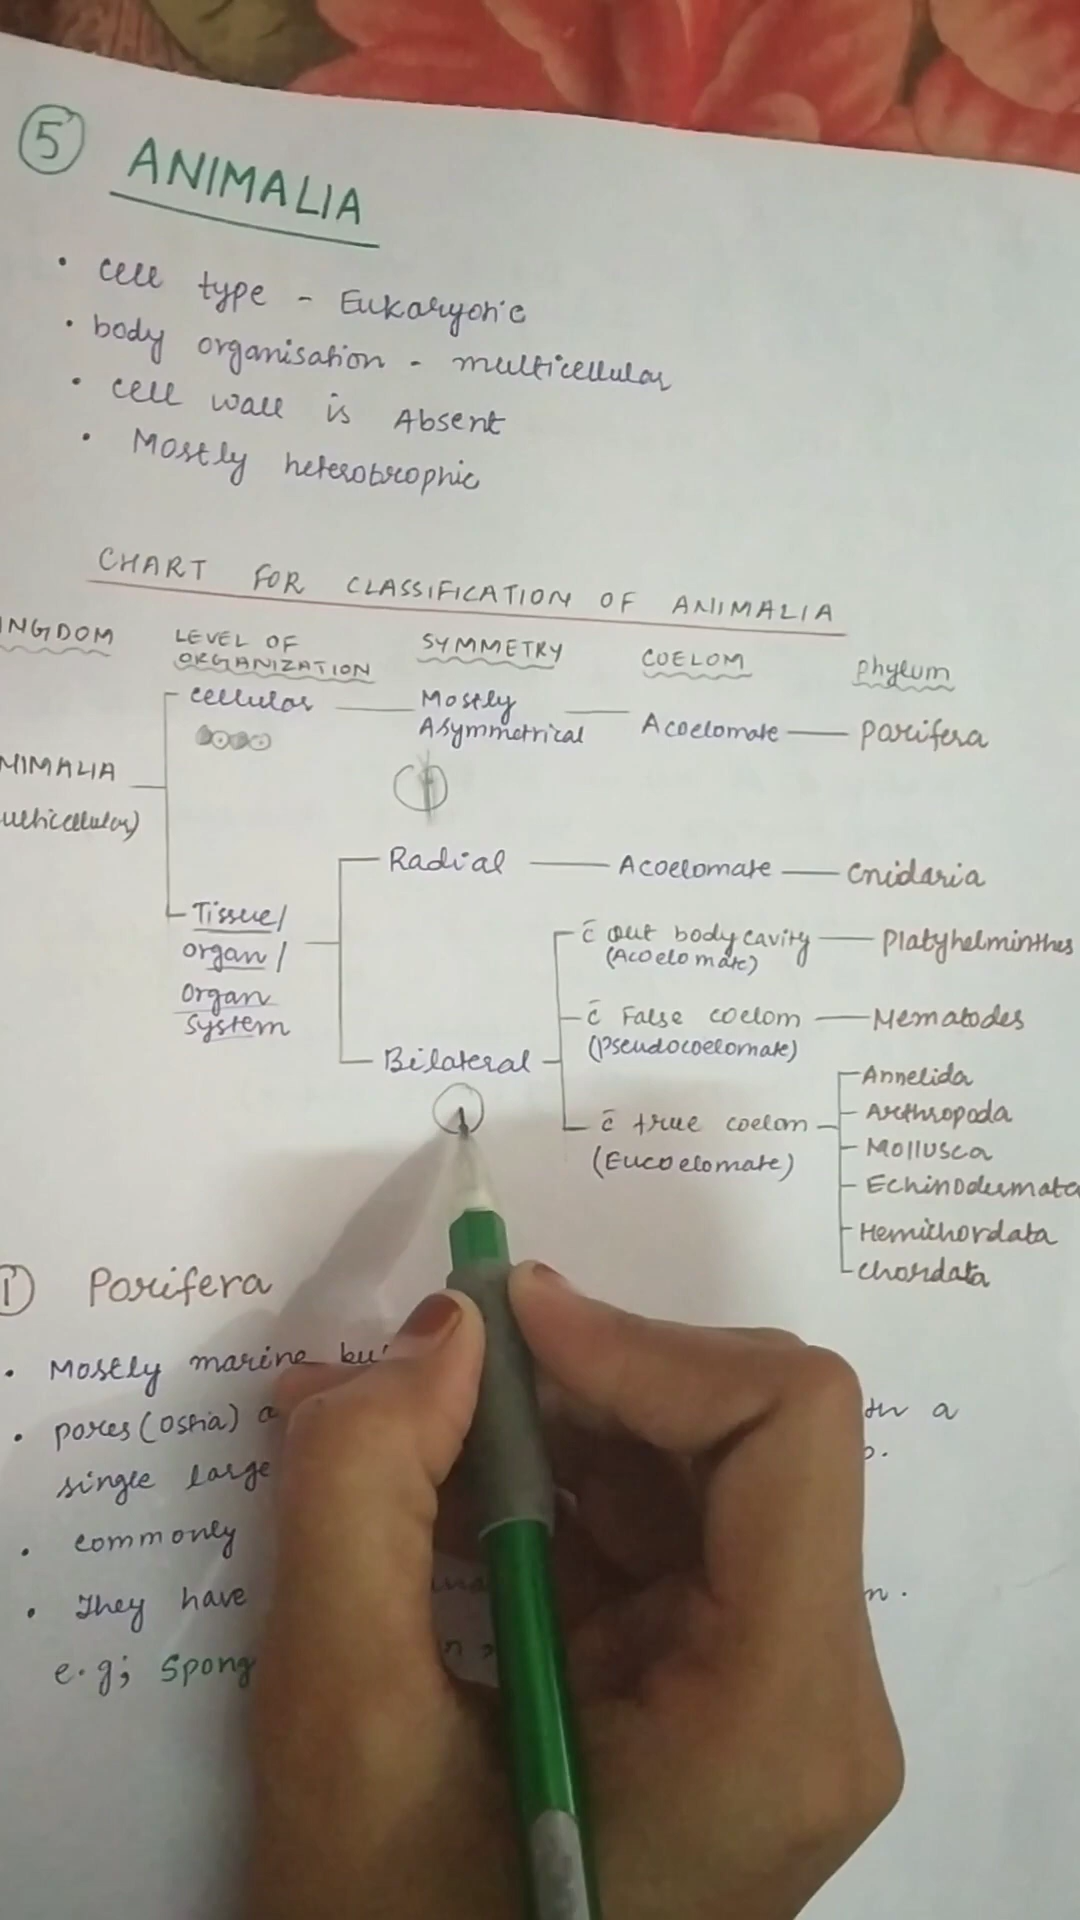 5 ANIMALIA
• cell type - Eukaryotic
• body organisation - multicellular
• cell wall is Absent
• Mostly heterotrophic
CHART FOR CLASSIFICATION OF ANIMALIA
INGDOM LEVEL OF ORGANIZATION SYMMETRY COELOM phylum
cellular Mostly Asymmetrical Acoelomate Porifera
NIMALIA
ulticellular)
Radial Acoelomate Cnidaria
Tissue/
organ/
organ
system
c̄ out body cavity Platyhelminthes
(Acoelomate)
c̄ False coelom Nematodes
(Pseudocoelomate)
Bilateral
c̄ true coelom
(Eucoelomate)
Annelida
Arthropoda
Mollusca
Echinodermata
Hemichordata
chordata
1) Porifera
• Mostly marine bu
• pores (ostia) a
single large
• commonly
• They have
e.g; Spong